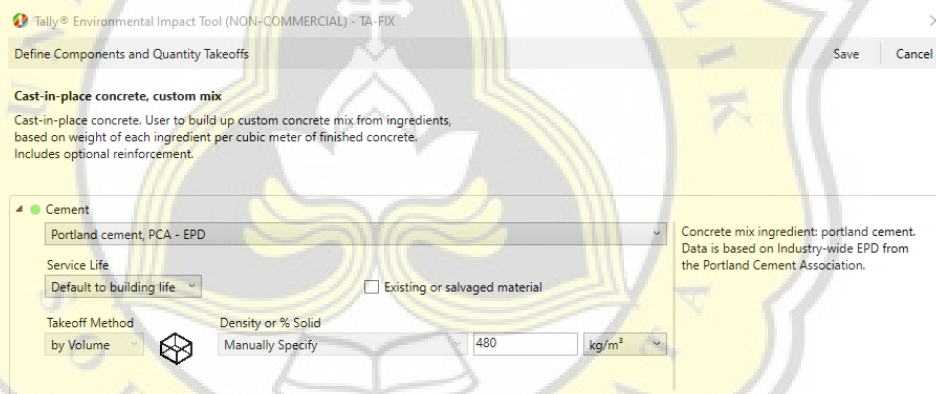 Tally® Environmental Impact Tool (NON-COMMERCIAL) - TA-FIX
Define Components and Quantity Takeoffs
Save
Cancel
Cast-in-place concrete, custom mix
Cast-in-place concrete. User to build up custom concrete mix from ingredients,
based on weight of each ingredient per cubic meter of finished concrete.
Includes optional reinforcement.
Cement
Portland cement, PCA - EPD
Service Life
Default to building life
Existing or salvaged material
Takeoff Method
Density or % Solid
by Volume
Manually Specify
480
kg/m³
Concrete mix ingredient: portland cement.
Data is based on Industry-wide EPD from
the Portland Cement Association.